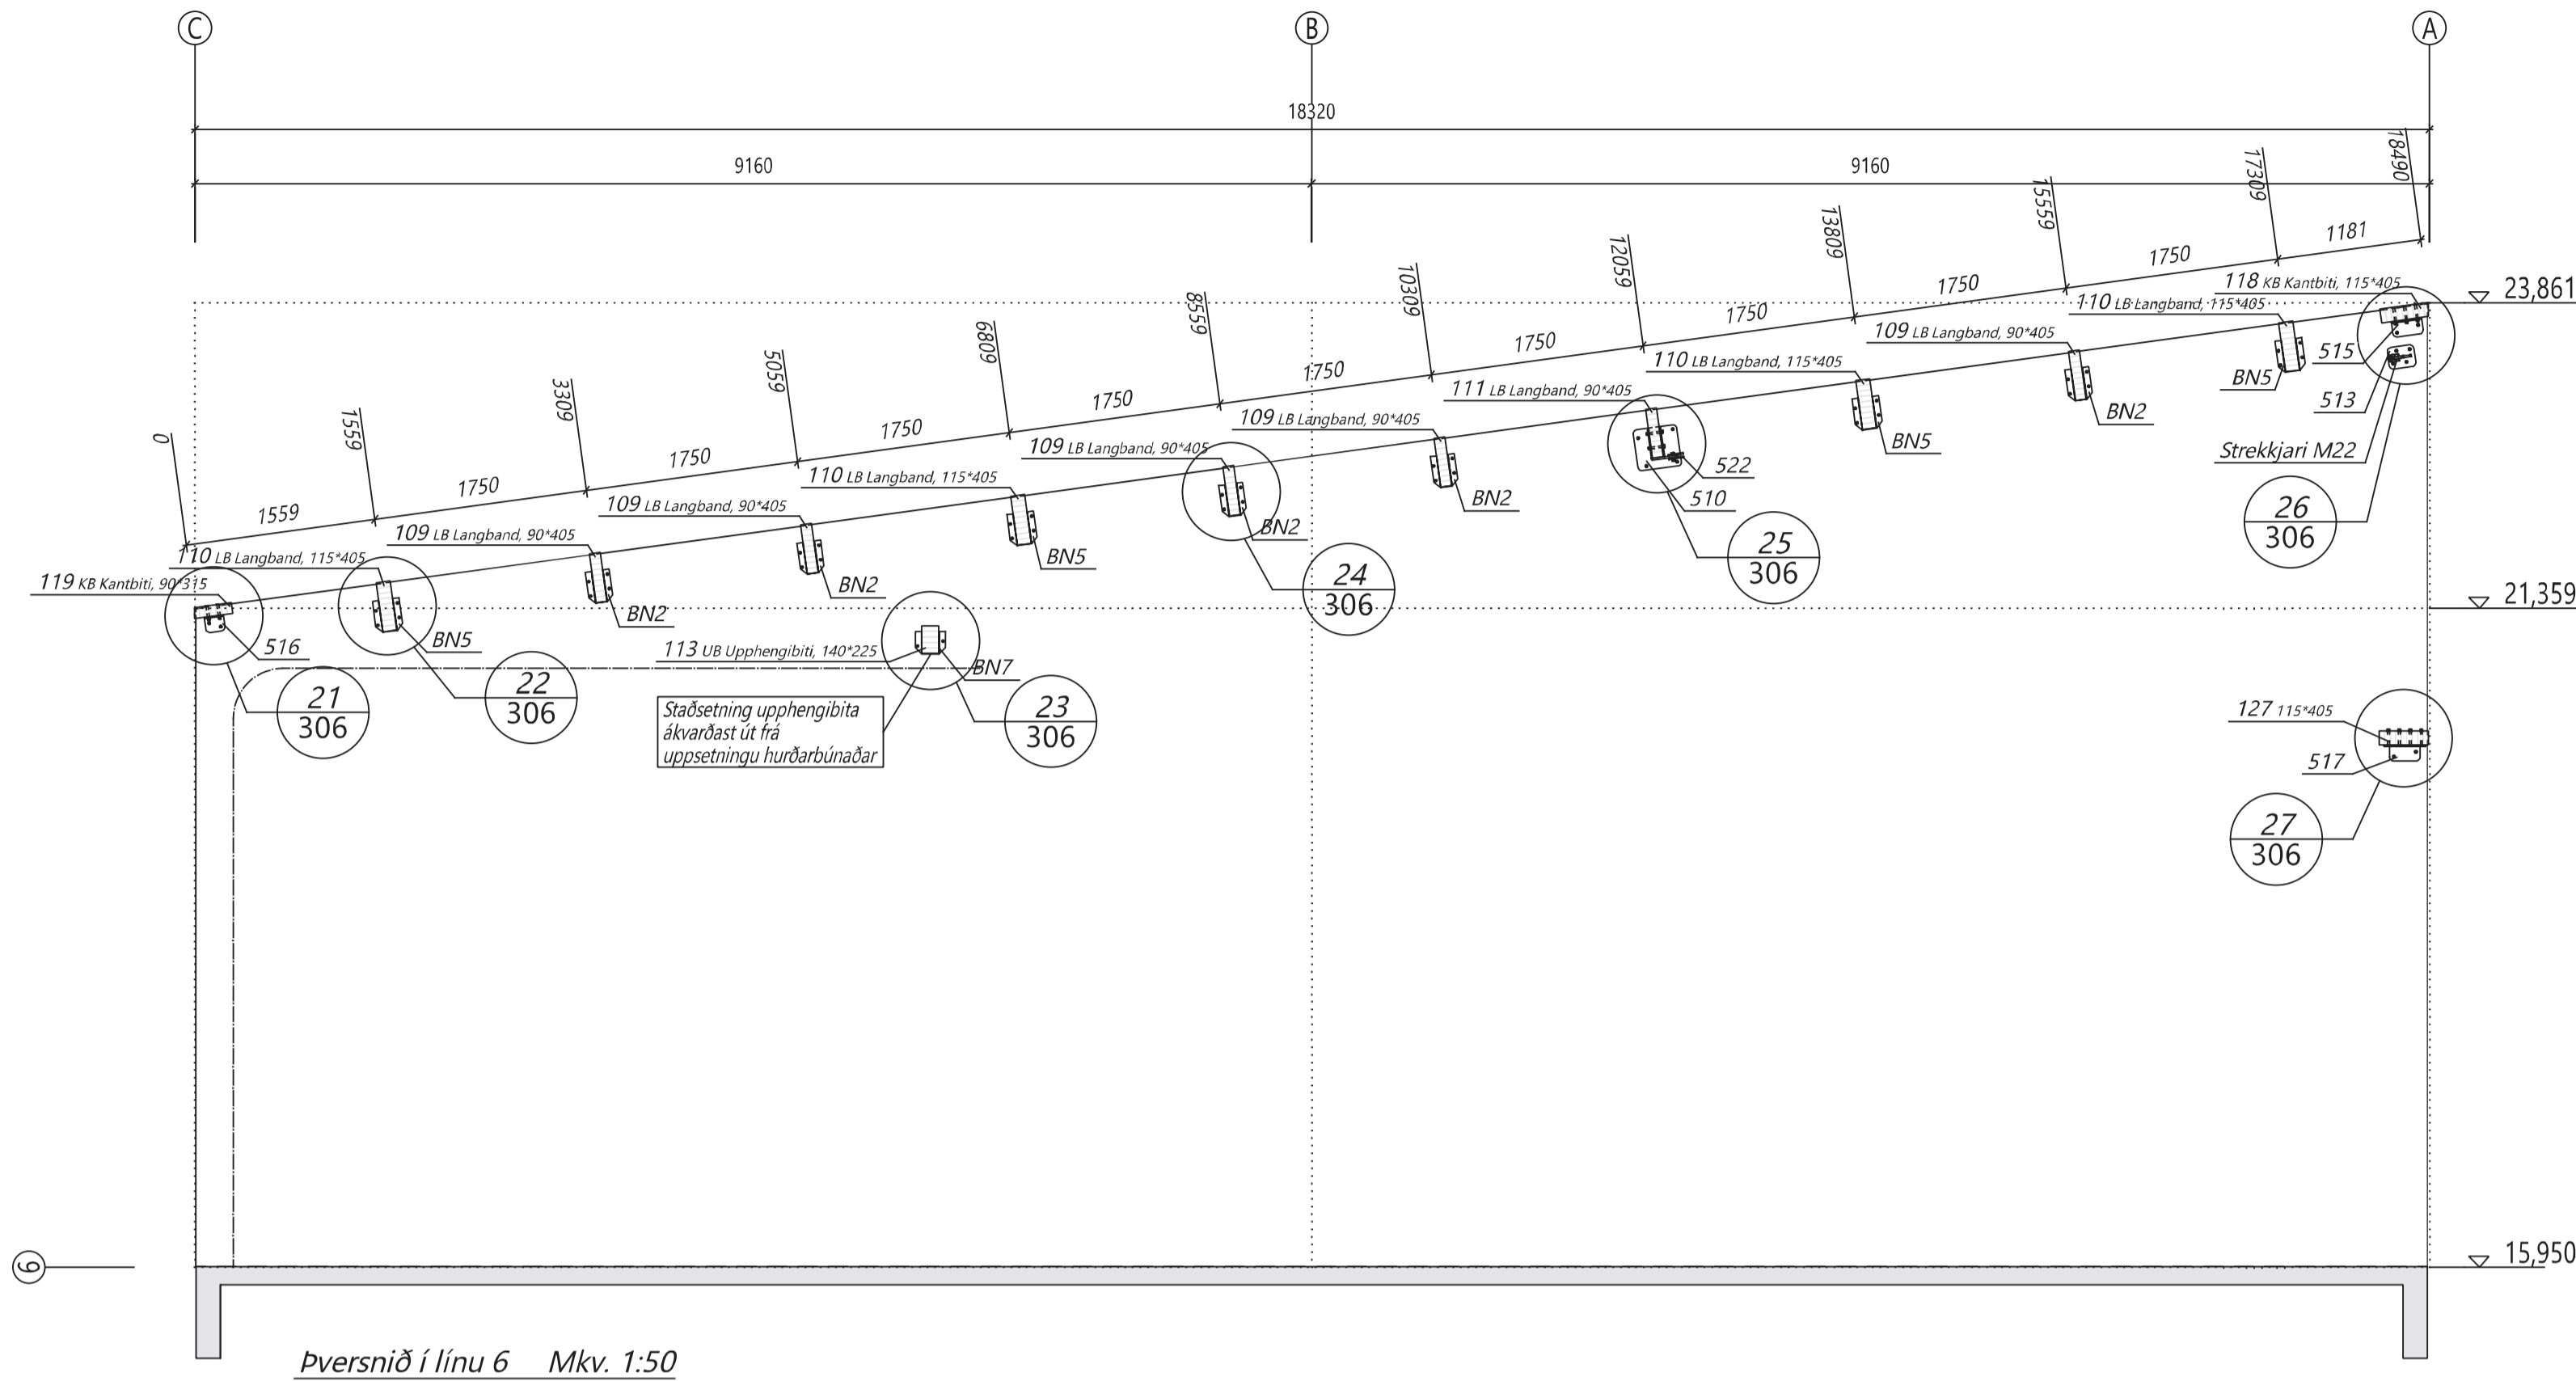 C
B
A
18320
9160
9160
0
1559
3309
5059
6809
8559
10309
12059
13809
15559
17309
18490
1559
1750
1750
1750
1750
1750
1750
1750
1750
1750
1181
118 KB Kantbiti, 115*405
23,861
110 LB Langband, 115*405
109 LB Langband, 90*405
110 LB Langband, 115*405
111 LB Langband, 90*405
109 LB Langband, 90*405
109 LB Langband, 90*405
110 LB Langband, 115*405
109 LB Langband, 90*405
109 LB Langband, 90*405
110 LB Langband, 115*405
119 KB Kantbiti, 90*315
515
BN5
513
BN2
Strekkjari M22
BN5
522
510
BN2
BN2
BN5
BN2
BN2
BN5
516
26
306
25
306
24
306
21,359
113 UB Upphengibiti, 140*225
BN7
21
306
22
306
23
306
Staðsetning upphengibita
ákvarðast út frá
uppsetningu hurðarbúnaðar
127 115*405
517
27
306
6
15,950
Þversnið í línu 6 Mkv. 1:50